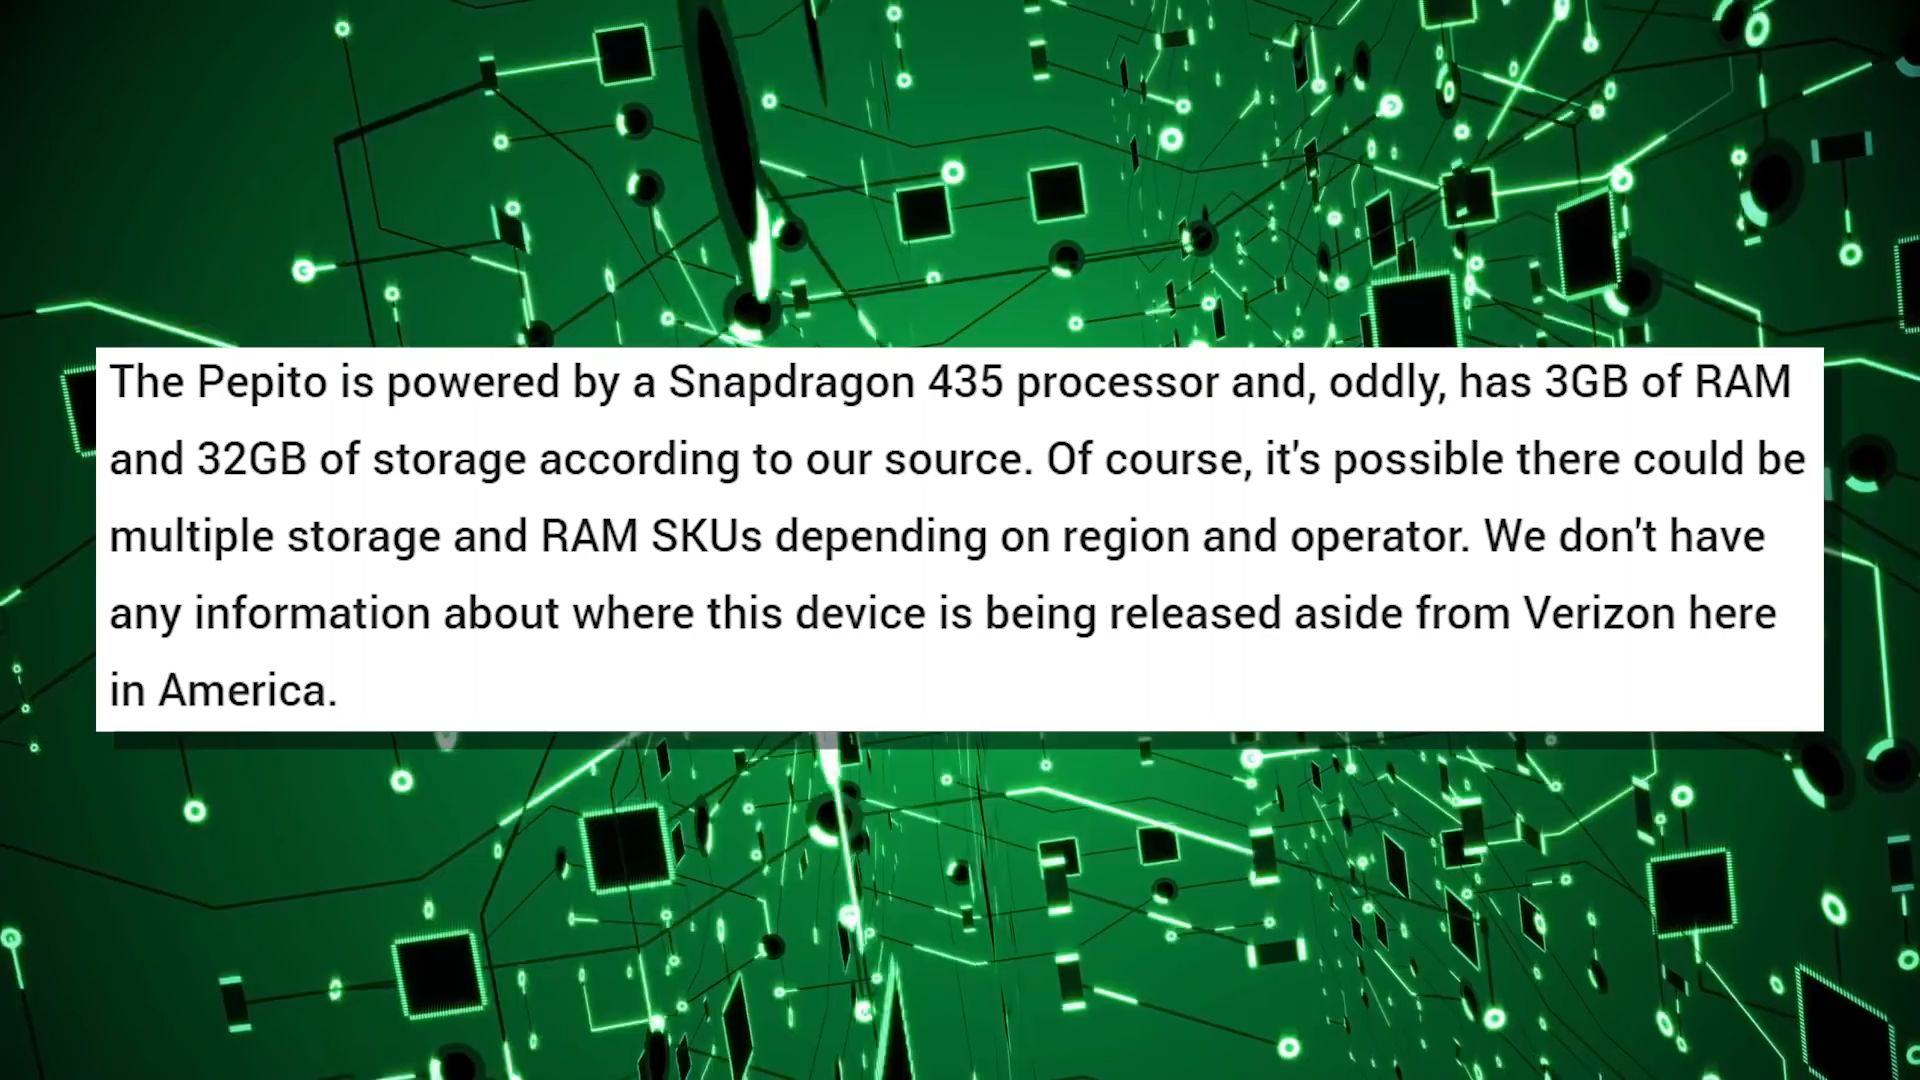 The Pepito is powered by a Snapdragon 435 processor and, oddly, has 3GB of RAM
and 32GB of storage according to our source. Of course, it's possible there could be
multiple storage and RAM SKUs depending on region and operator. We don't have
any information about where this device is being released aside from Verizon here
in America.